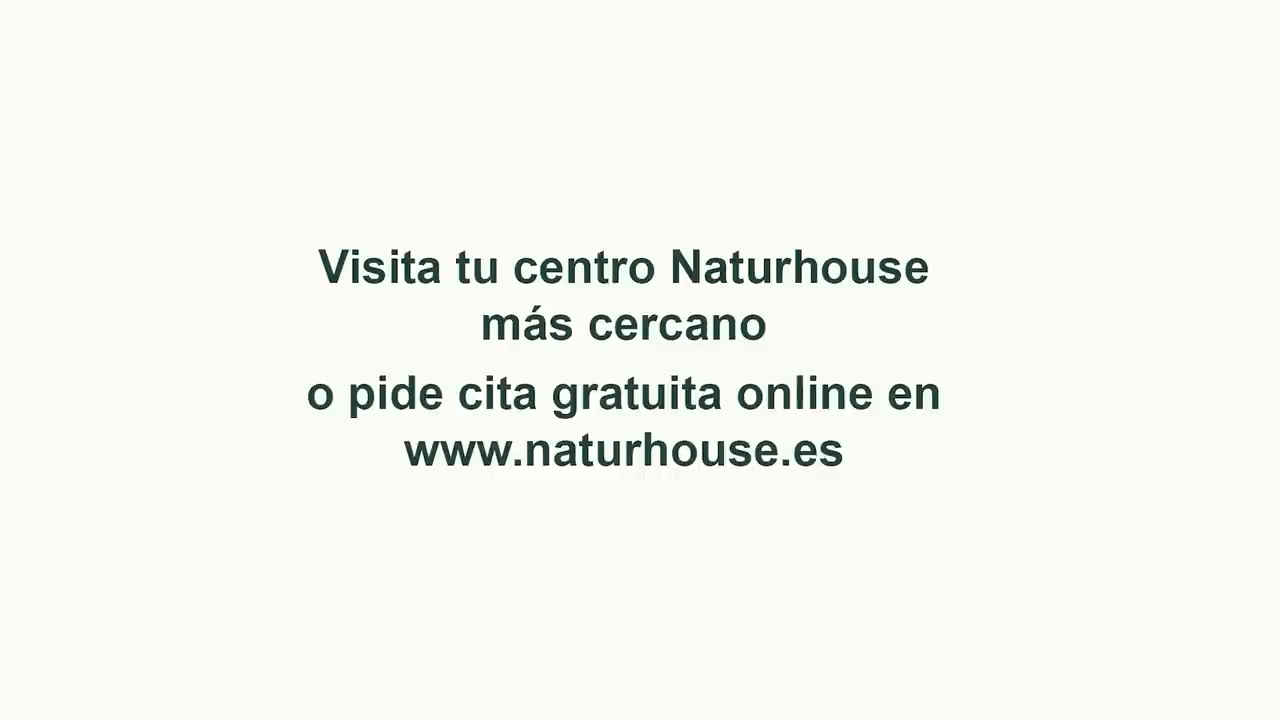 Visita tu centro Naturhouse
más cercano
o pide cita gratuita online en
www.naturhouse.es